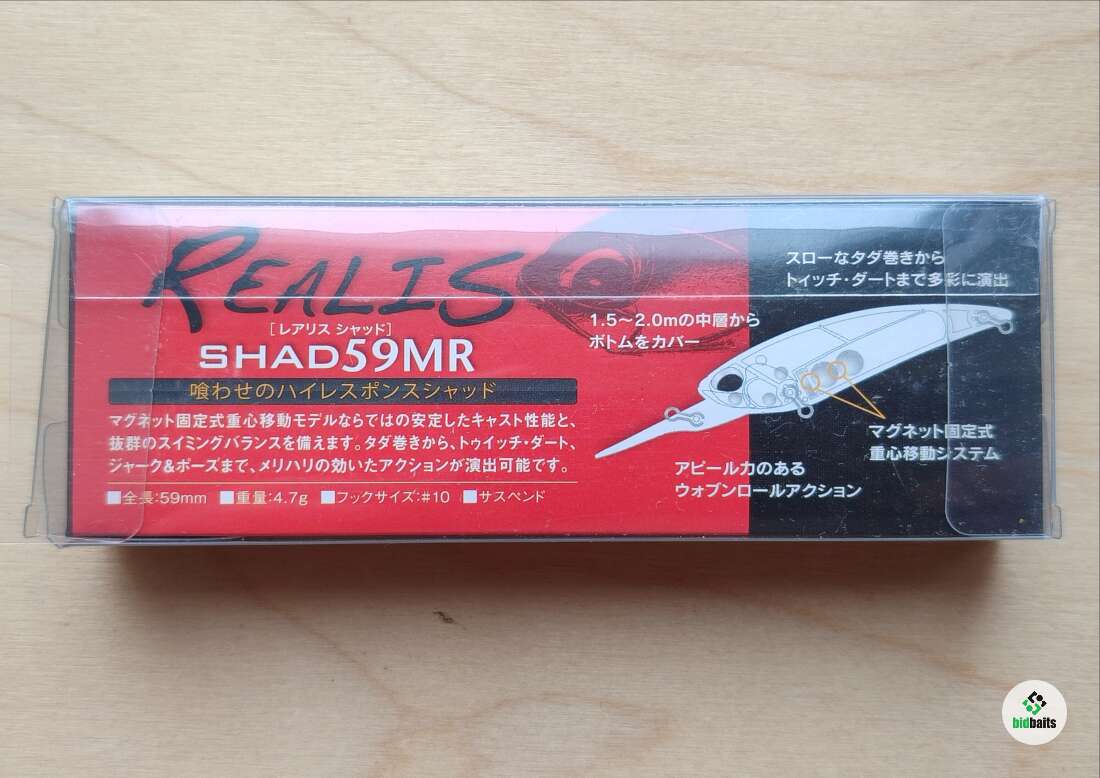 REALIS
[レアリス シャッド]
SHAD59MR
喰わせのハイレスポンスシャッド
マグネット固定式重心移動モデルならではの安定したキャスト性能と、
抜群のスイミングバランスを備えます。タダ巻きから、トゥイッチ・ダート、
ジャーク&ポーズまで、メリハリの効いたアクションが演出可能です。
■全長:59mm ■重量:4.7g ■フックサイズ:#10 ■サスペンド
スローなタダ巻きから
トィッチ・ダートまで多彩に演出
1.5〜2.0mの中層から
ボトムをカバー
マグネット固定式
重心移動システム
アピール力のある
ウォブンロールアクション
bidbaits